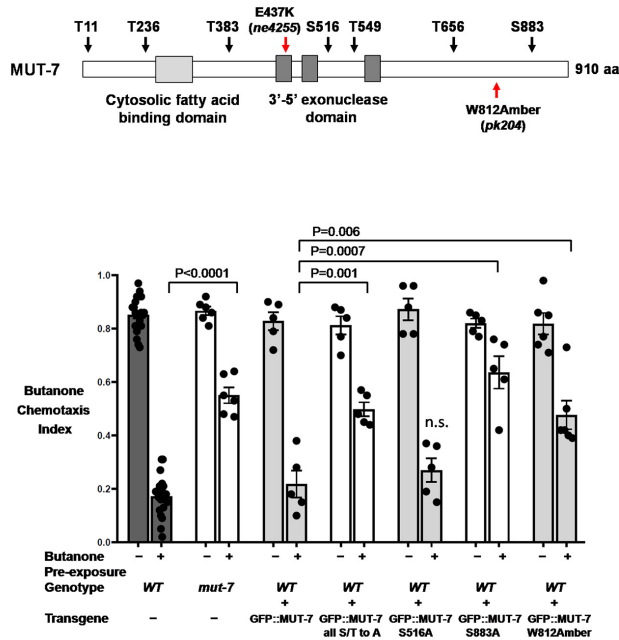 E437K
(ne4255)
T11 T236 T383 S516 T549 T656 S883
MUT-7
910 aa
Cytosolic fatty acid
binding domain
3’-5’ exonuclease
domain
W812Amber
(pk204)
P=0.006
P=0.0007
P<0.0001 P=0.001
1.0
0.8
0.6
0.4
0.2
0.0
Butanone
Chemotaxis
Index
n.s.
Butanone
Pre-exposure
– + – + – + – + – + – + – +
Genotype WT mut-7 WT WT WT WT WT
+ + + + +
Transgene – – GFP::MUT-7 GFP::MUT-7 GFP::MUT-7 GFP::MUT-7 GFP::MUT-7
all S/T to A S516A S883A W812Amber